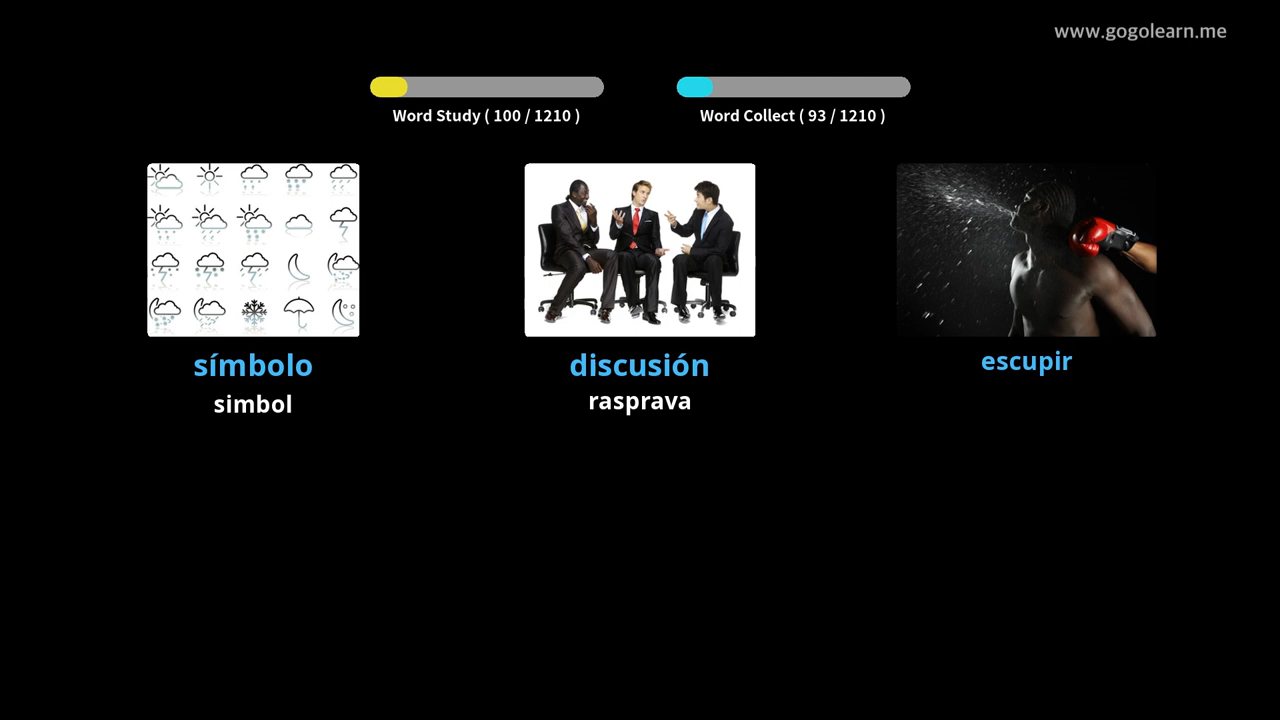 www.gogolearn.me
Word Study ( 100 / 1210 )
Word Collect ( 93 / 1210 )
símbolo
simbol
discusión
rasprava
escupir